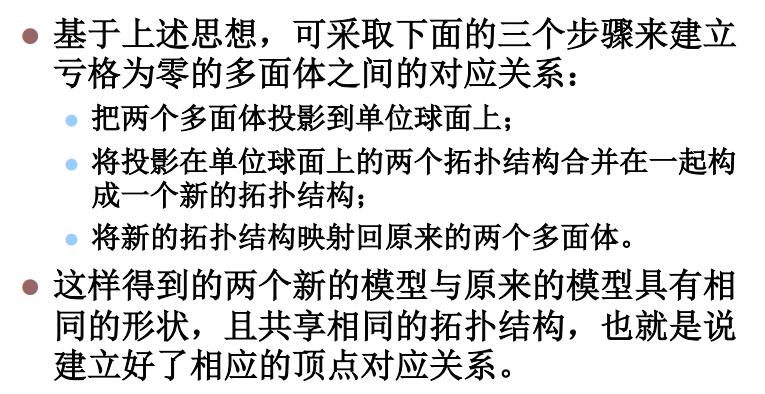 基于上述思想，可采取下面的三个步骤来建立
亏格为零的多面体之间的对应关系：
把两个多面体投影到单位球面上；
将投影在单位球面上的两个拓扑结构合并在一起构
成一个新的拓扑结构；
将新的拓扑结构映射回原来的两个多面体。
这样得到的两个新的模型与原来的模型具有相
同的形状，且共享相同的拓扑结构，也就是说
建立好了相应的顶点对应关系。